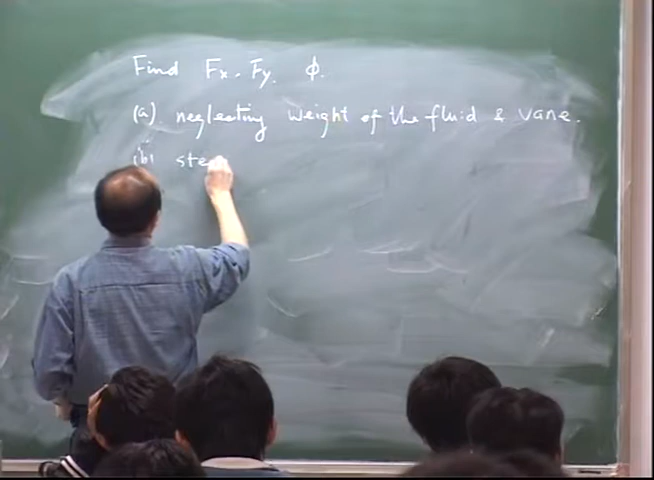 Find Fx, Fy, ϕ.
(a). neglecting weight of the fluid & vane.
(b) ste